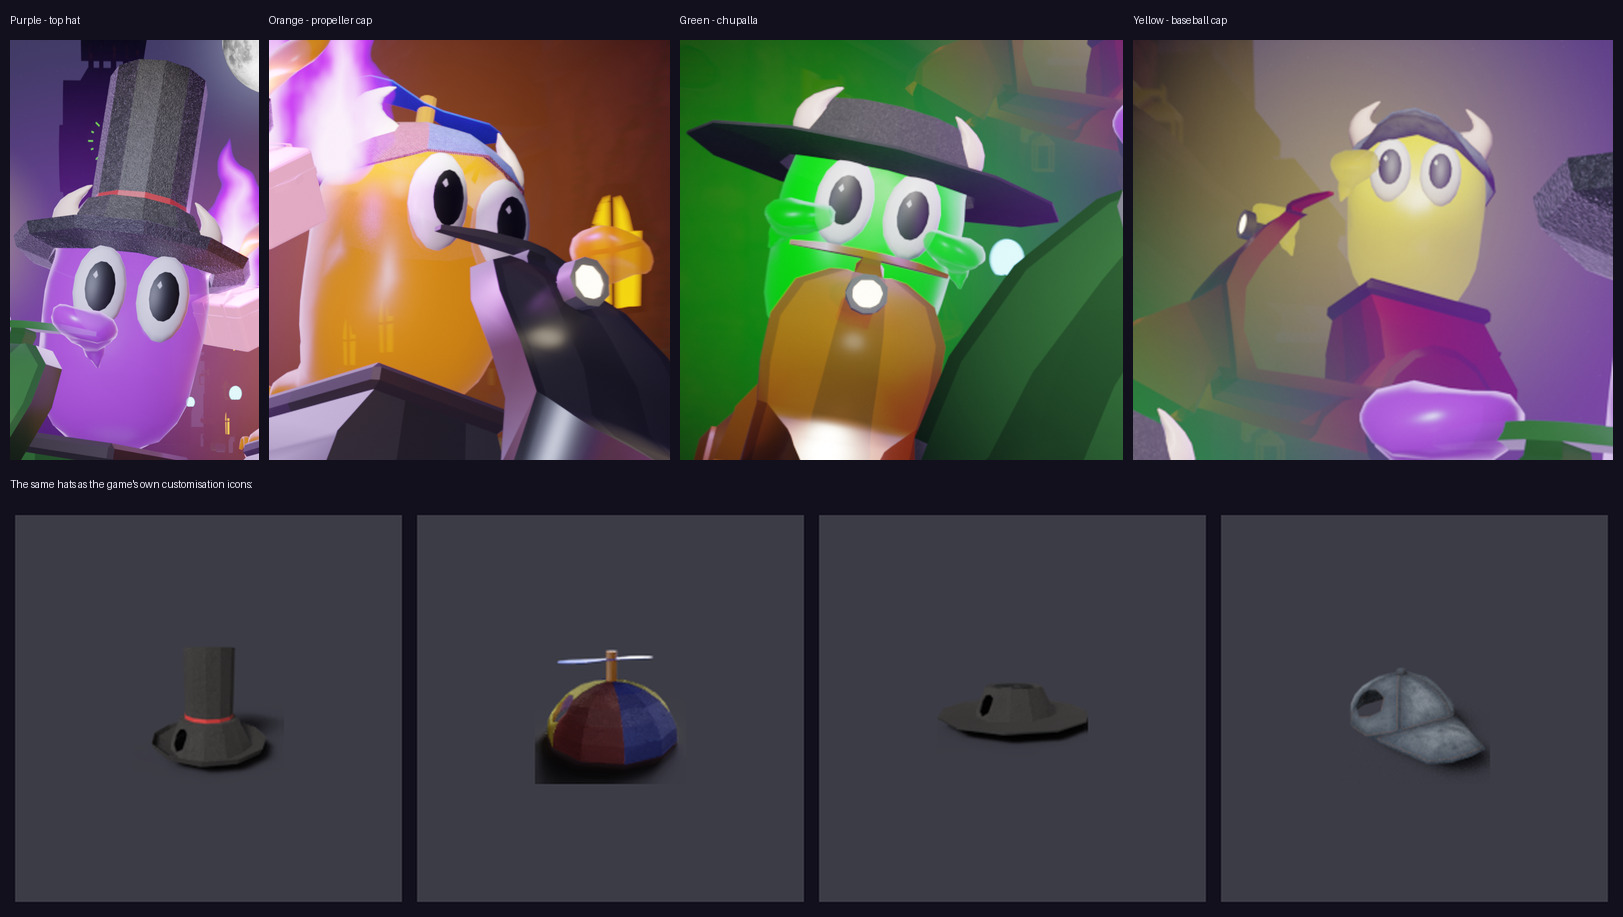 Purple - top hat
Orange - propeller cap
Green - chupalla
Yellow - baseball cap
The same hats as the game's own customisation icons: